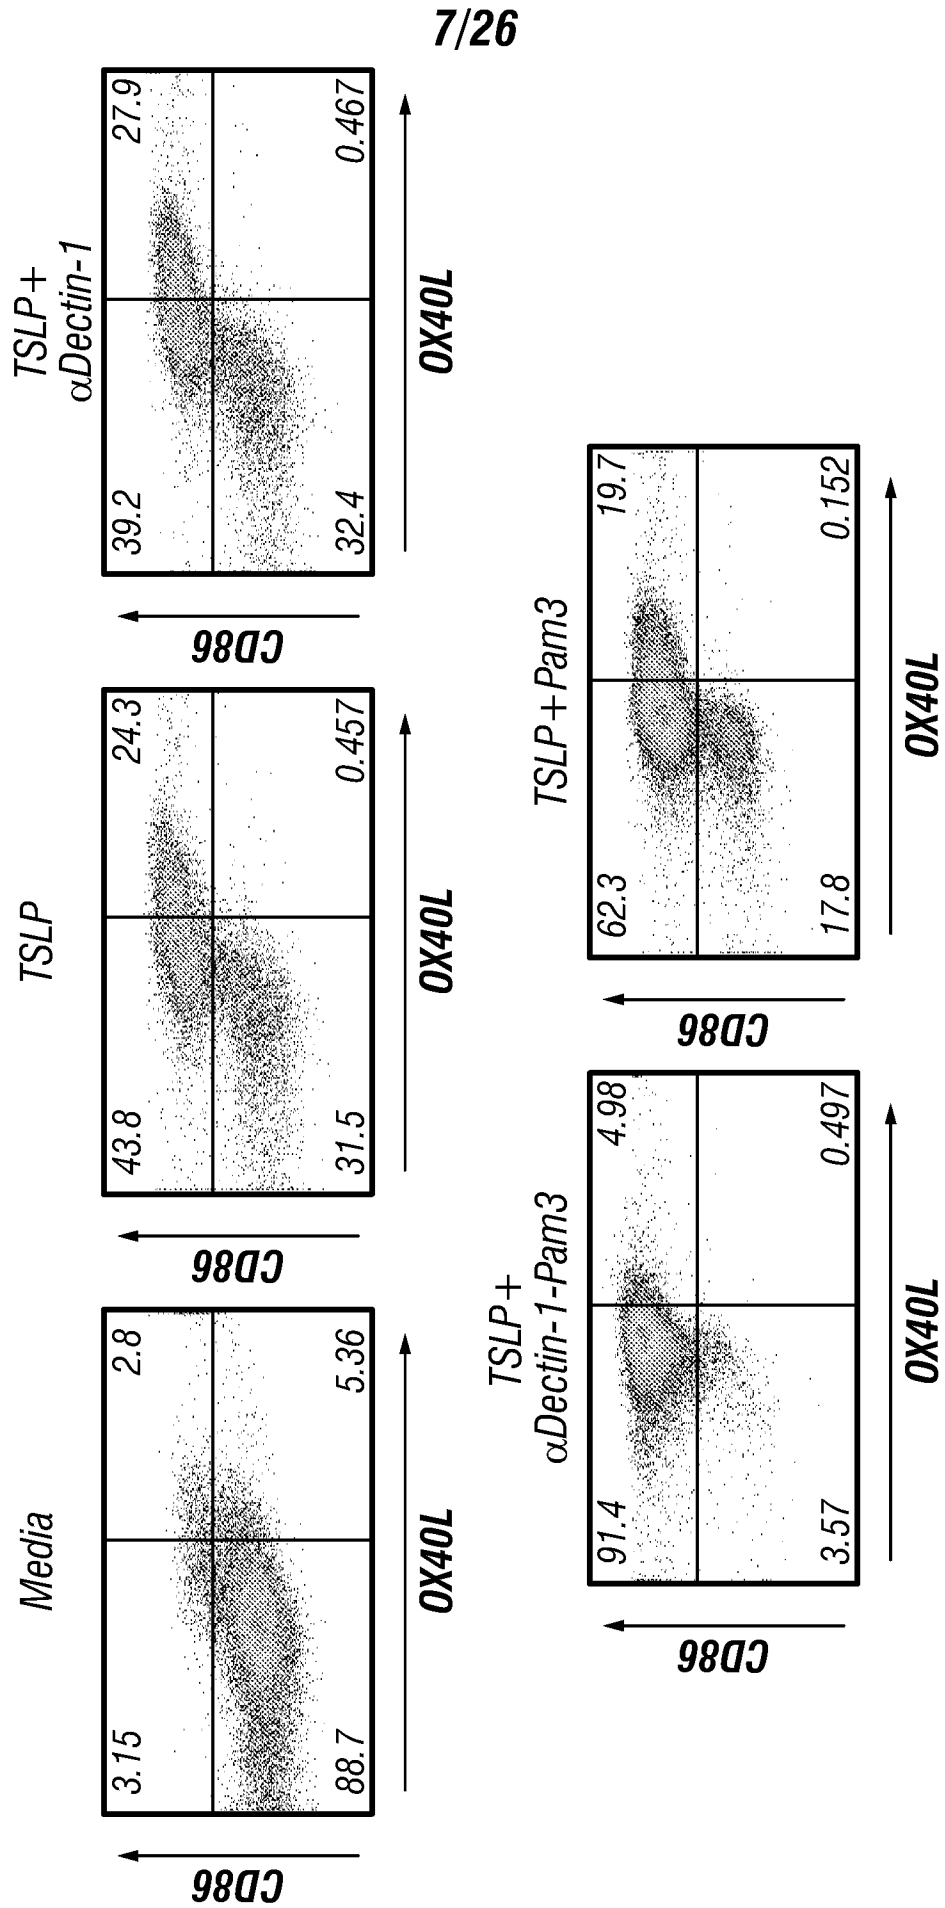 7/26
Media
3.15
2.8
88.7
5.36
CD86
OX40L
TSLP
43.8
24.3
31.5
0.457
CD86
OX40L
TSLP+
αDectin-1
39.2
27.9
32.4
0.467
CD86
OX40L
TSLP+
αDectin-1-Pam3
91.4
4.98
3.57
0.497
CD86
OX40L
TSLP+Pam3
62.3
19.7
17.8
0.152
CD86
OX40L